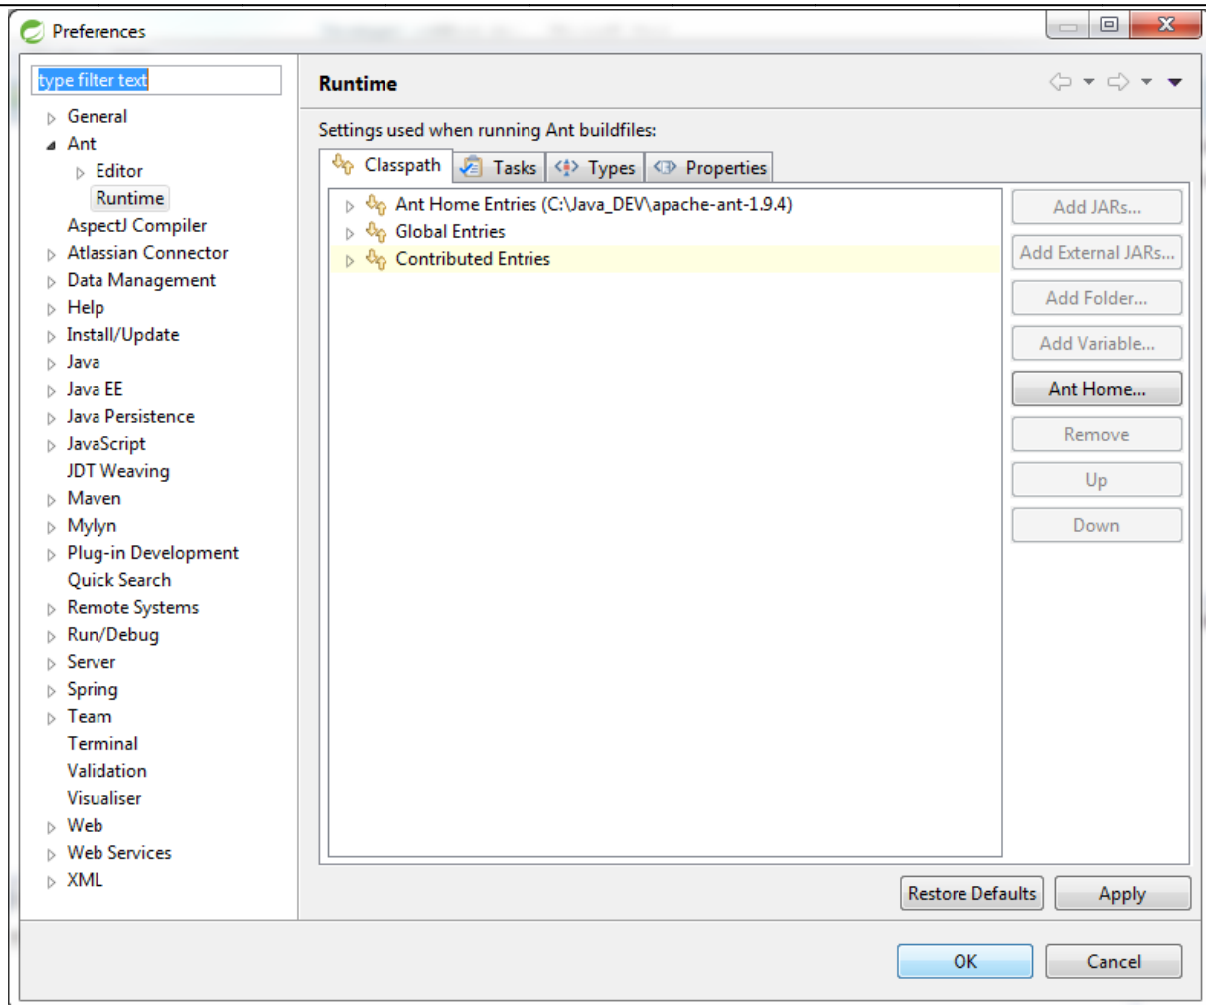 Preferences
type filter text
General
Ant
Editor
Runtime
AspectJ Compiler
Atlassian Connector
Data Management
Help
Install/Update
Java
Java EE
Java Persistence
JavaScript
JDT Weaving
Maven
Mylyn
Plug-in Development
Quick Search
Remote Systems
Run/Debug
Server
Spring
Team
Terminal
Validation
Visualiser
Web
Web Services
XML
Runtime
Settings used when running Ant buildfiles:
Classpath Tasks Types Properties
Ant Home Entries (C:\Java_DEV\apache-ant-1.9.4)
Global Entries
Contributed Entries
Add JARs...
Add External JARs...
Add Folder...
Add Variable...
Ant Home...
Remove
Up
Down
Restore Defaults Apply
OK Cancel